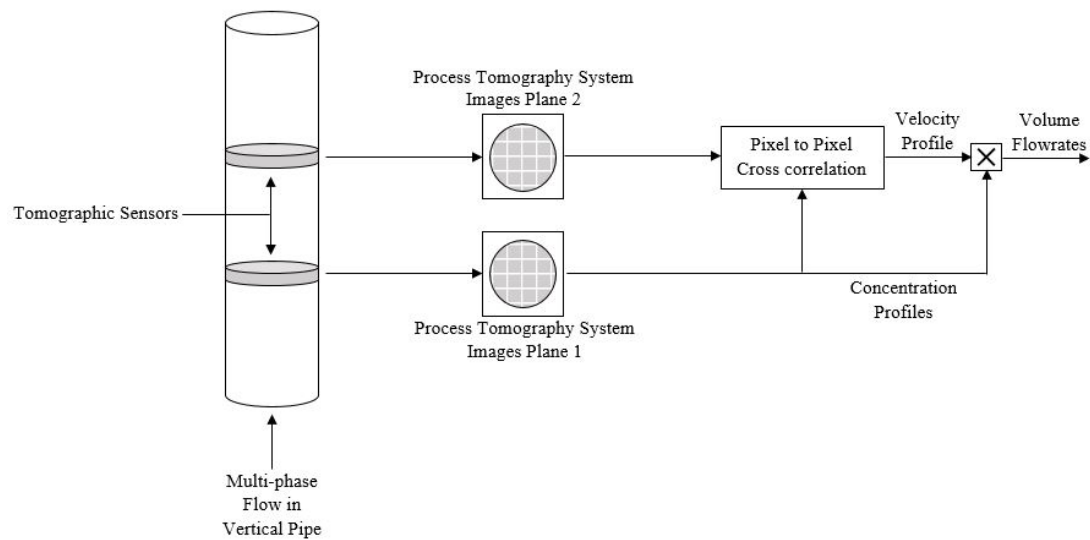 Process Tomography System
Images Plane 2
Velocity
Profile
Volume
Flowrates
Pixel to Pixel
Cross correlation
Tomographic Sensors
Concentration
Profiles
Process Tomography System
Images Plane 1
Multi-phase
Flow in
Vertical Pipe